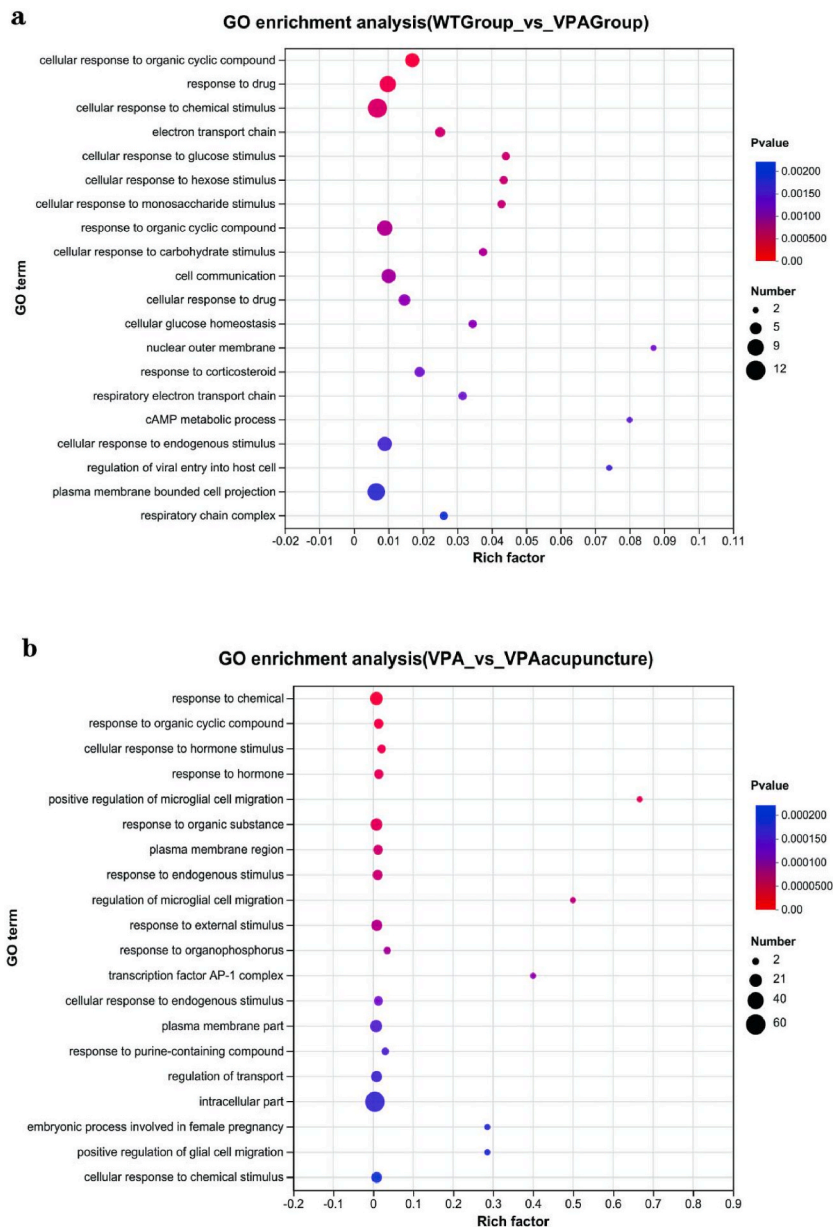 a
GO enrichment analysis(WTGroup_vs_VPAGroup)
cellular response to organic cyclic compound
response to drug
cellular response to chemical stimulus
electron transport chain
cellular response to glucose stimulus
cellular response to hexose stimulus
cellular response to monosaccharide stimulus
response to organic cyclic compound
cellular response to carbohydrate stimulus
cell communication
cellular response to drug
cellular glucose homeostasis
nuclear outer membrane
response to corticosteroid
respiratory electron transport chain
cAMP metabolic process
cellular response to endogenous stimulus
regulation of viral entry into host cell
plasma membrane bounded cell projection
respiratory chain complex
GO term
-0.02 -0.01 0 0.01 0.02 0.03 0.04 0.05 0.06 0.07 0.08 0.09 0.1 0.11
Rich factor
Pvalue
0.00200
0.00100
0.000500
0.00
Number
2
5
9
12
b
GO enrichment analysis(VPA_vs_VPAacupuncture)
response to chemical
response to organic cyclic compound
cellular response to hormone stimulus
response to hormone
positive regulation of microglial cell migration
response to organic substance
plasma membrane region
response to endogenous stimulus
regulation of microglial cell migration
response to external stimulus
response to organophosphorus
transcription factor AP-1 complex
cellular response to endogenous stimulus
plasma membrane part
response to purine-containing compound
regulation of transport
intracellular part
embryonic process involved in female pregnancy
positive regulation of glial cell migration
cellular response to chemical stimulus
GO term
-0.2 -0.1 0 0.1 0.2 0.3 0.4 0.5 0.6 0.7 0.8 0.9
Rich factor
Pvalue
0.000200
0.000100
0.0000500
0.00
Number
2
21
40
60